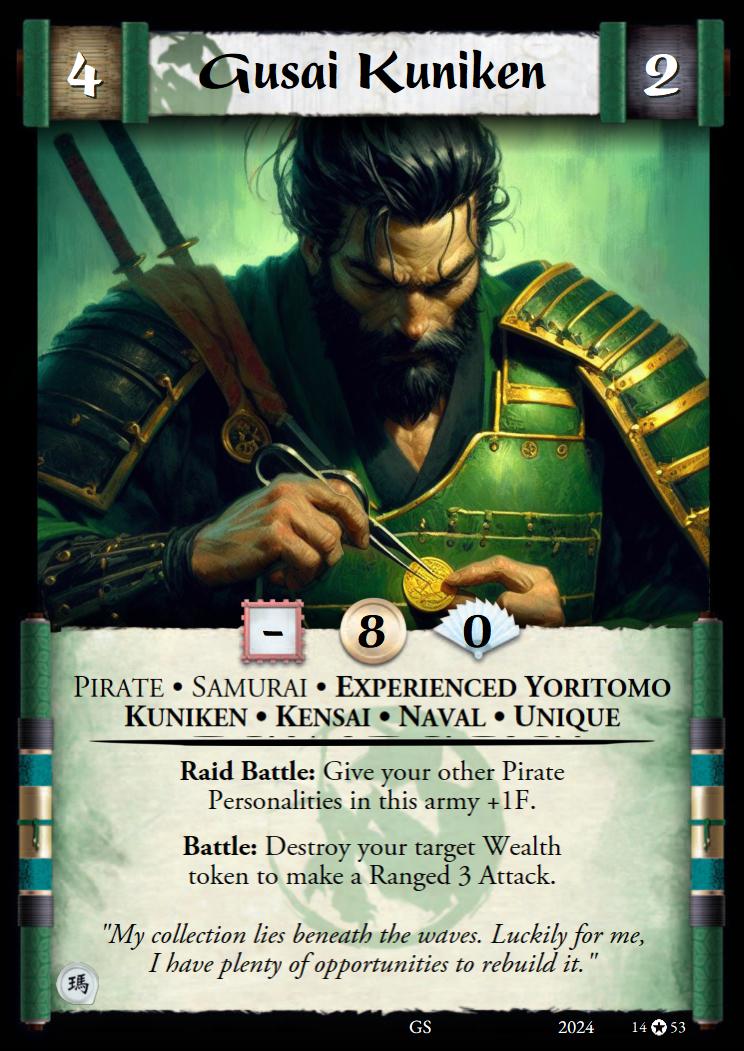 4
Gusai Kuniken
2
-
8
0
PIRATE • SAMURAI • EXPERIENCED YORITOMO
KUNIKEN • KENSAI • NAVAL • UNIQUE
Raid Battle: Give your other Pirate
Personalities in this army +1F.
Battle: Destroy your target Wealth
token to make a Ranged 3 Attack.
"My collection lies beneath the waves. Luckily for me,
I have plenty of opportunities to rebuild it."
瑪
GS 2024 14 ✪ 53